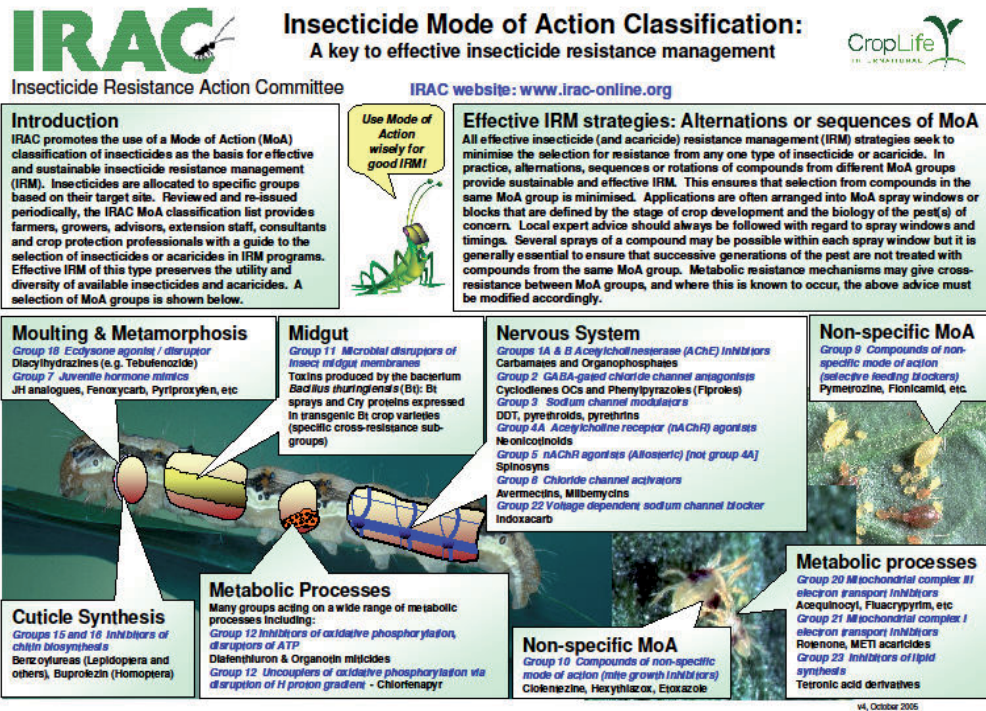 IRAC
Insecticide Resistance Action Committee
Insecticide Mode of Action Classification:
A key to effective insecticide resistance management
IRAC website: www.irac-online.org
CropLife
INTERNATIONAL
Introduction
IRAC promotes the use of a Mode of Action (MoA)
classification of insecticides as the basis for effective
and sustainable insecticide resistance management
(IRM). Insecticides are allocated to specific groups
based on their target site. Reviewed and re-issued
periodically, the IRAC MoA classification list provides
farmers, growers, advisors, extension staff, consultants
and crop protection professionals with a guide to the
selection of insecticides or acaricides in IRM programs.
Effective IRM of this type preserves the utility and
diversity of available insecticides and acaricides. A
selection of MoA groups is shown below.
Use Mode of
Action
wisely for
good IRM!
Effective IRM strategies: Alternations or sequences of MoA
All effective insecticide (and acaricide) resistance management (IRM) strategies seek to
minimise the selection for resistance from any one type of insecticide or acaricide. In
practice, alternations, sequences or rotations of compounds from different MoA groups
provide sustainable and effective IRM. This ensures that selection from compounds in the
same MoA group is minimised. Applications are often arranged into MoA spray windows or
blocks that are defined by the stage of crop development and the biology of the pest(s) of
concern. Local expert advice should always be followed with regard to spray windows and
timings. Several sprays of a compound may be possible within each spray window but it is
generally essential to ensure that successive generations of the pest are not treated with
compounds from the same MoA group. Metabolic resistance mechanisms may give cross-
resistance between MoA groups, and where this is known to occur, the above advice must
be modified accordingly.
Moulting & Metamorphosis
Group 18 Ecdysone agonist / disruptor
Diacylhydrazines (e.g. Tebufenozide)
Group 7 Juvenile hormone mimics
JH analogues, Fenoxycarb, Pyriproxyfen, etc
Midgut
Group 11 Microbial disruptors of
insect midgut membranes
Toxins produced by the bacterium
Bacillus thuringiensis (Bt): Bt
sprays and Cry proteins expressed
in transgenic Bt crop varieties
(specific cross-resistance sub-
groups)
Nervous System
Groups 1A & B Acetylcholinesterase (AChE) inhibitors
Carbamates and Organophosphates
Group 2 GABA-gated chloride channel antagonists
Cyclodienes OCs and Phenylpyrazoles (Fiproles)
Group 3 Sodium channel modulators
DDT, pyrethroids, pyrethrins
Group 4A Acetylcholine receptor (nAChR) agonists
Neonicotinoids
Group 5 nAChR agonists (Allosteric) [not group 4A]
Spinosyns
Group 6 Chloride channel activators
Avermectins, Milbemycins
Group 22 Voltage dependent sodium channel blocker
Indoxacarb
Non-specific MoA
Group 9 Compounds of non-
specific mode of action
(selective feeding blockers)
Pymetrozine, Flonicamid, etc.
Cuticle Synthesis
Groups 15 and 16 Inhibitors of
chitin biosynthesis
Benzoylureas (Lepidoptera and
others), Buprofezin (Homoptera)
Metabolic Processes
Many groups acting on a wide range of metabolic
processes including:
Group 12 Inhibitors of oxidative phosphorylation,
disruptors of ATP
Diafenthiuron & Organotin miticides
Group 12 Uncouplers of oxidative phosphorylation via
disruption of H proton gradient - Chlorfenapyr
Non-specific MoA
Group 10 Compounds of non-specific
mode of action (mite growth inhibitors)
Clofentezine, Hexythiazox, Etoxazole
Metabolic processes
Group 20 Mitochondrial complex III
electron transport inhibitors
Acequinocyl, Fluacrypyrim, etc
Group 21 Mitochondrial complex I
electron transport inhibitors
Rotenone, METI acaricides
Group 23 Inhibitors of lipid
synthesis
Tetronic acid derivatives
v4, October 2005